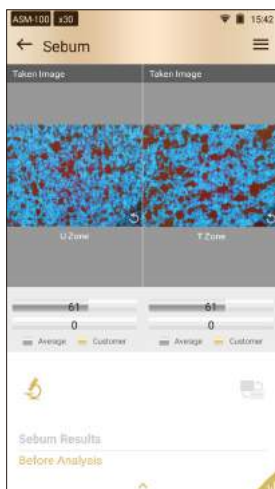 ASM-100 x30 15:42
Sebum
Taken Image Taken Image
U Zone T Zone
61 61
0 0
Average Customer Average Customer
Sebum Results
Before Analysis